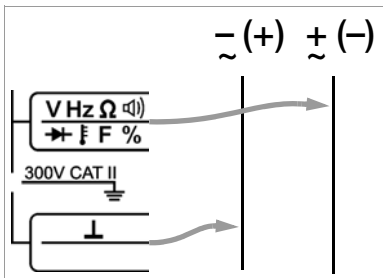 − (+) + (−)
~ ~
V Hz Ω
F %
300V CAT II